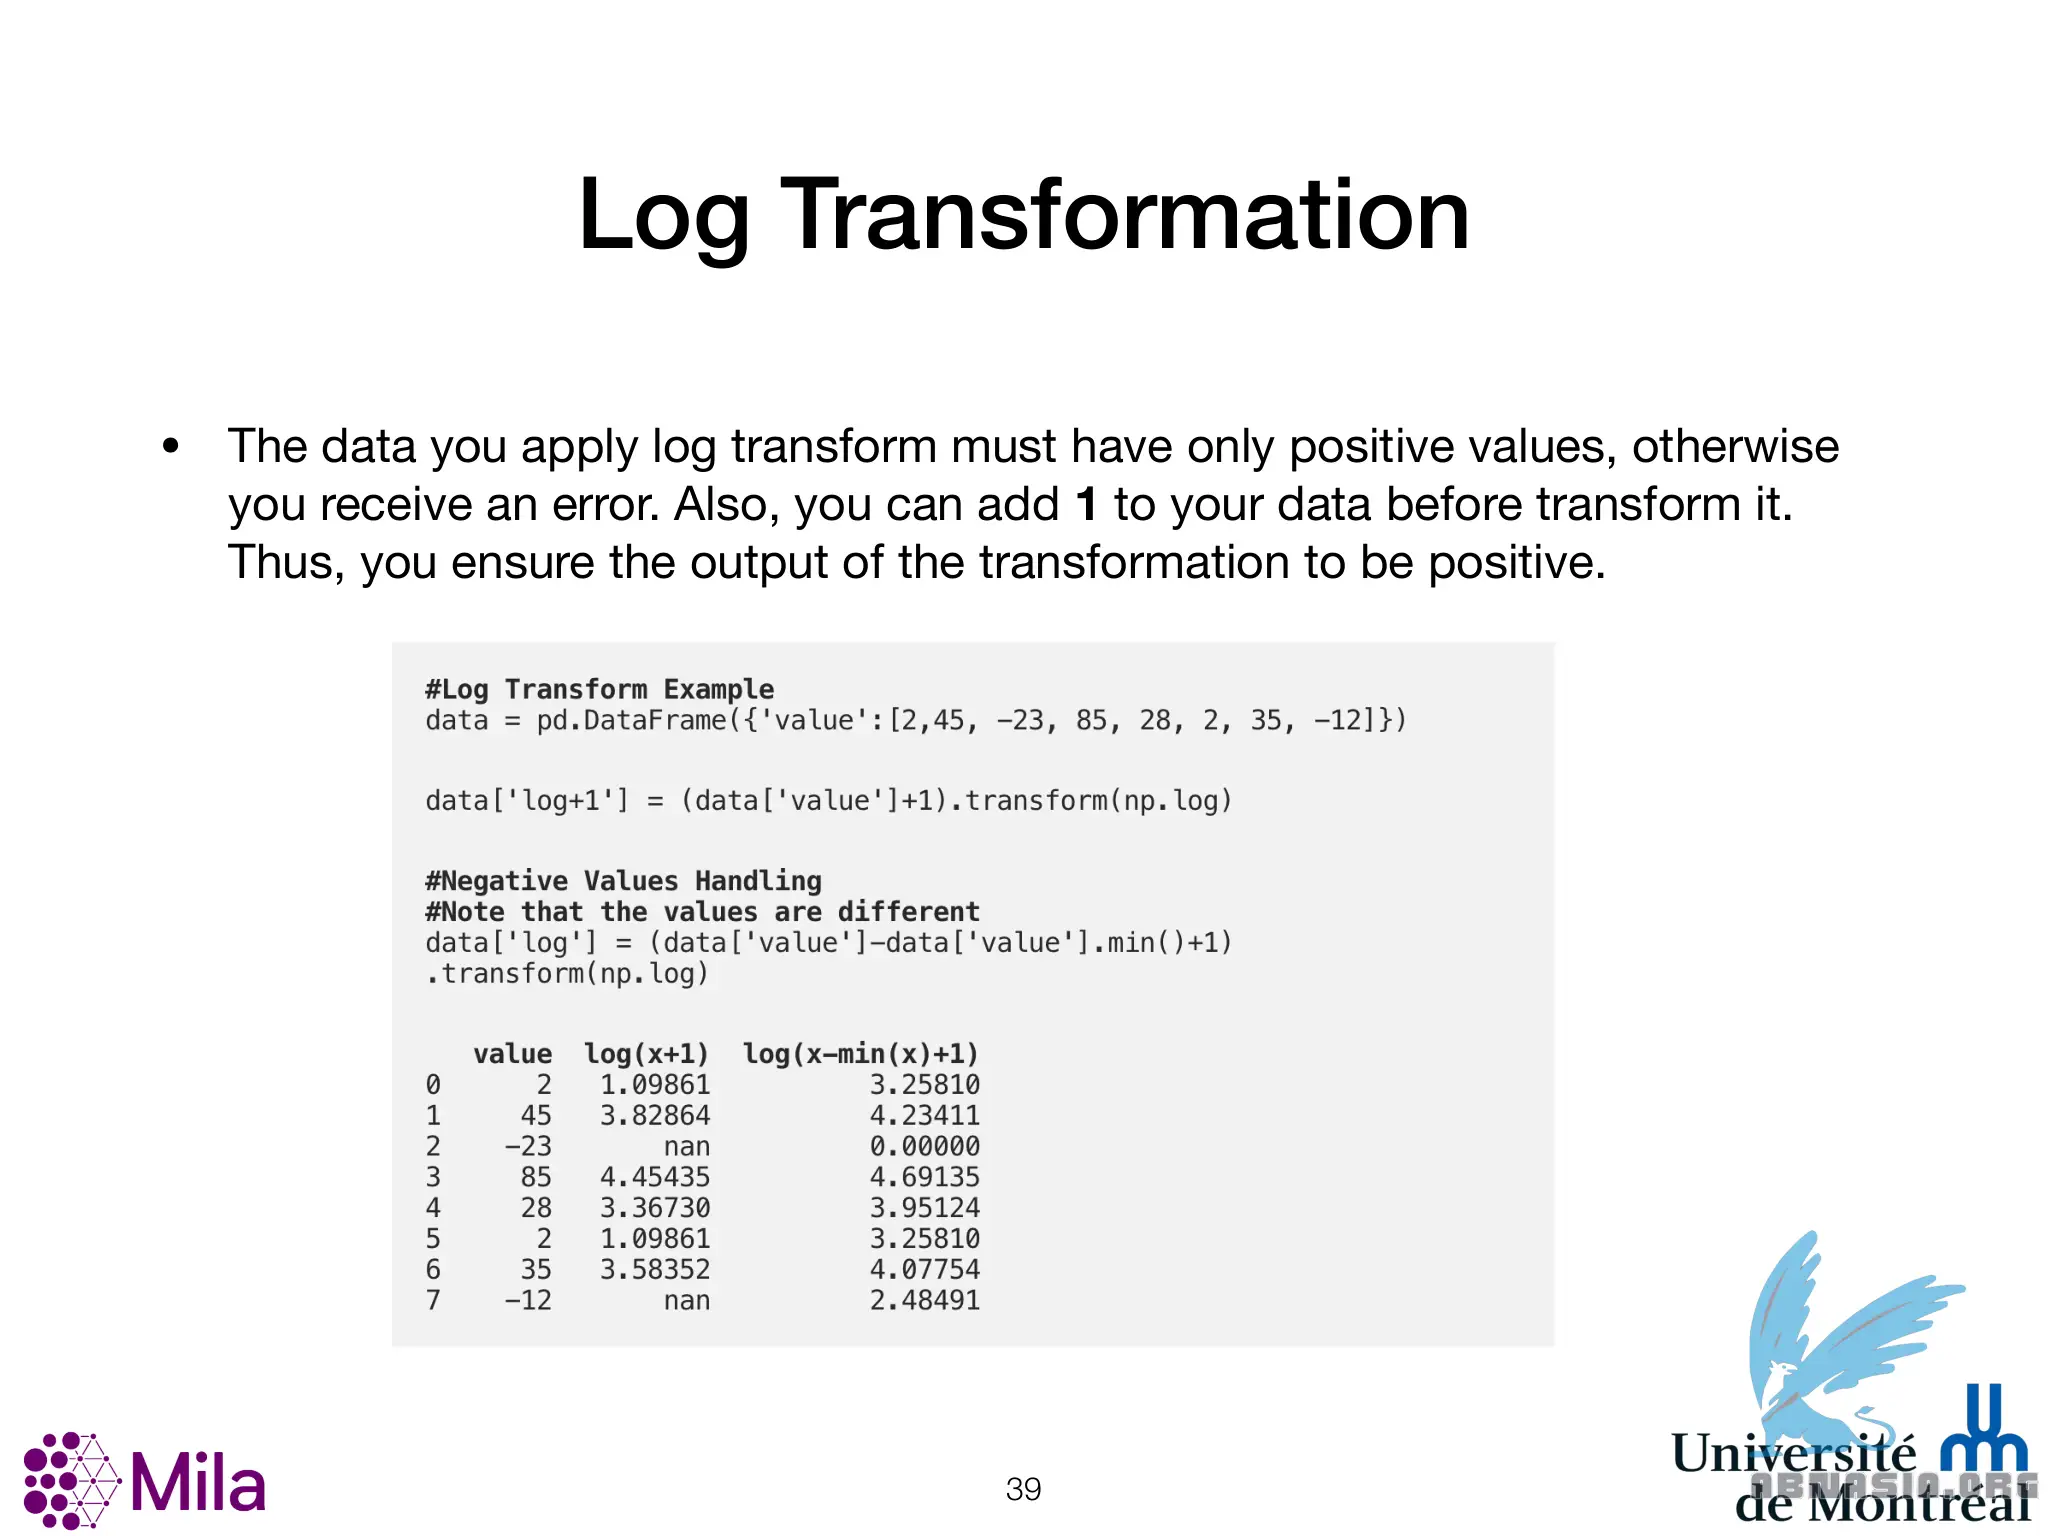 Log Transformation
• The data you apply log transform must have only positive values, otherwise
you receive an error. Also, you can add 1 to your data before transform it.
Thus, you ensure the output of the transformation to be positive.
#Log Transform Example
data = pd.DataFrame({'value':[2,45, -23, 85, 28, 2, 35, -12]})
data['log+1'] = (data['value']+1).transform(np.log)
#Negative Values Handling
#Note that the values are different
data['log'] = (data['value']-data['value'].min()+1)
.transform(np.log)
value log(x+1) log(x-min(x)+1)
0 2 1.09861 3.25810
1 45 3.82864 4.23411
2 -23 nan 0.00000
3 85 4.45435 4.69135
4 28 3.36730 3.95124
5 2 1.09861 3.25810
6 35 3.58352 4.07754
7 -12 nan 2.48491
Mila
39
Université
de Montréal
ABNASIA.ORG